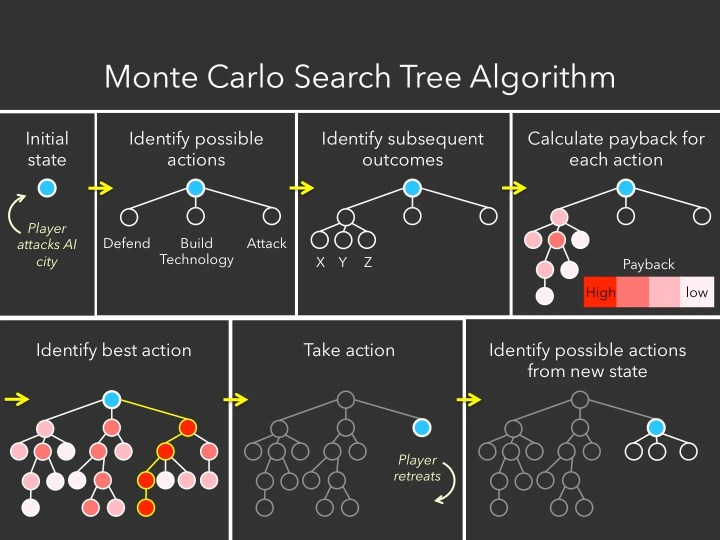 Monte Carlo Search Tree Algorithm
Initial
state
Player
attacks AI
city
Identify possible
actions
Defend
Build
Technology
Attack
Identify subsequent
outcomes
X Y Z
Calculate payback for
each action
Payback
High low
Identify best action
Take action
Player
retreats
Identify possible actions
from new state